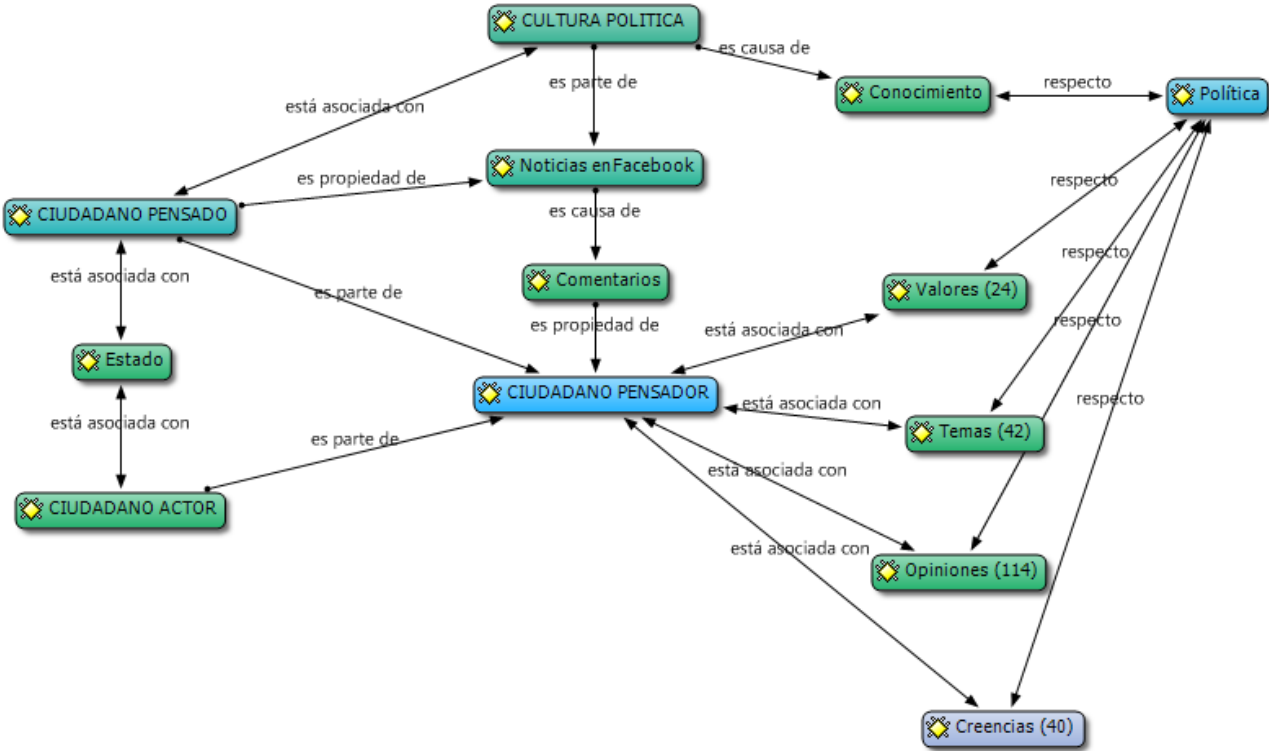 CULTURA POLITICA
es causa de
es parte de
Conocimiento
respecto
Política
está asociada con
Noticias enFacebook
es propiedad de
respecto
CIUDADANO PENSADO
es causa de
está asociada con
respecto
Comentarios
Valores (24)
es parte de
es propiedad de
está asociada con
respecto
Estado
CIUDADANO PENSADOR
está asociada con
respecto
está asociada con
es parte de
Temas (42)
está asociada con
CIUDADANO ACTOR
está asociada con
Opiniones (114)
Creencias (40)